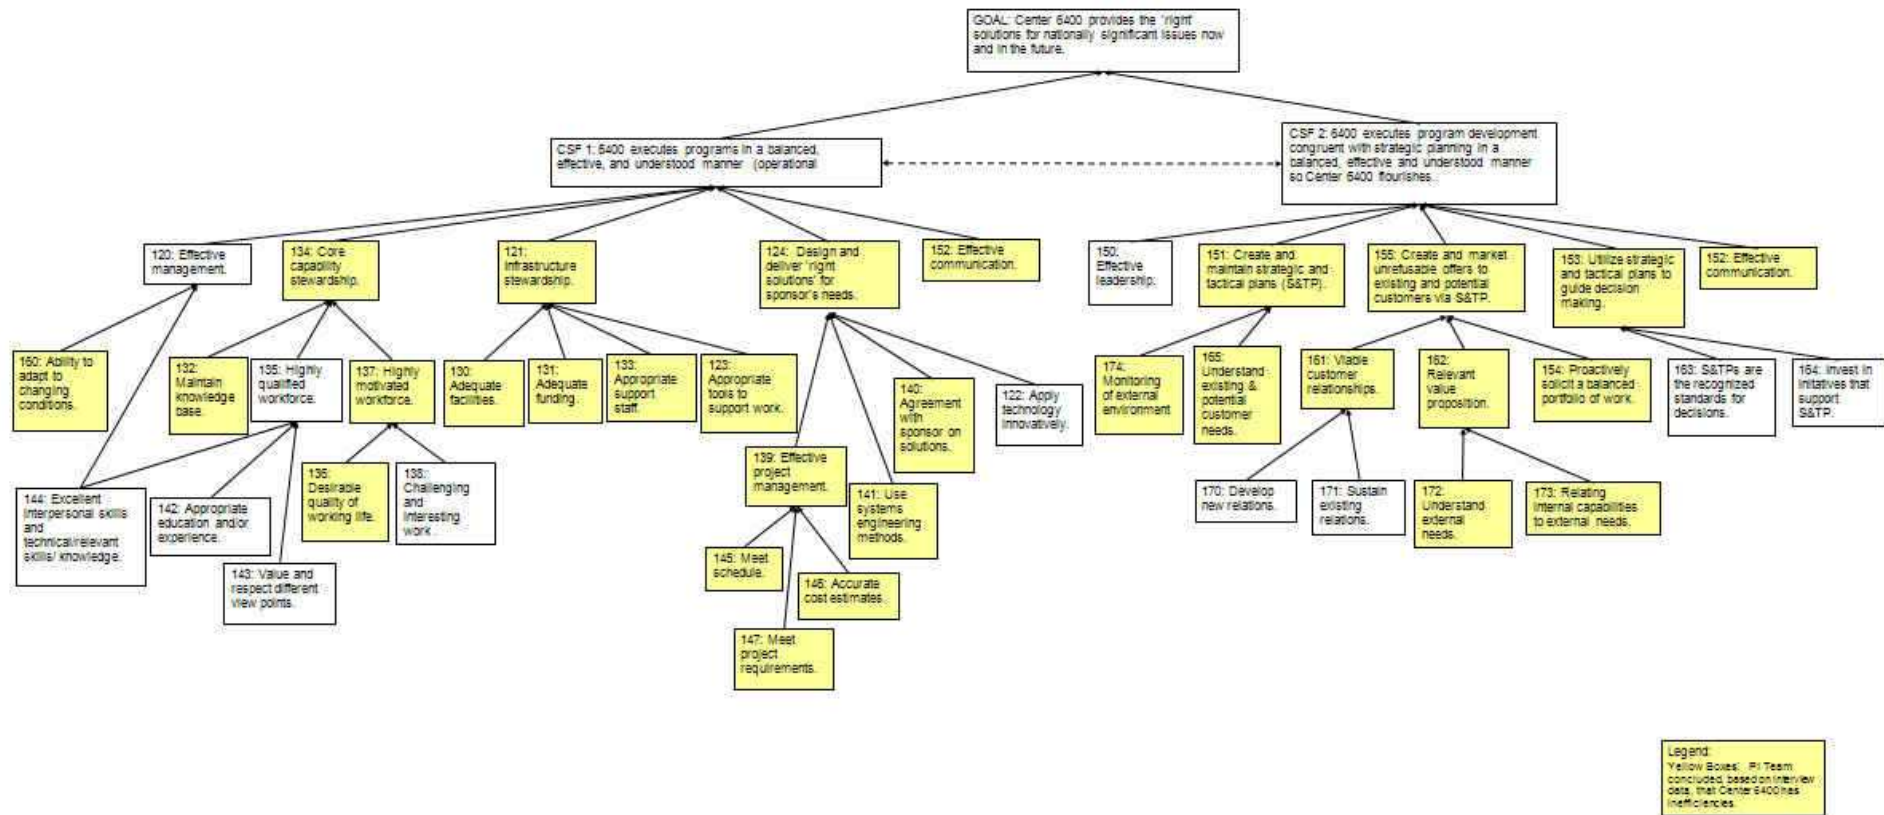 GOAL: Center 6400 provides the 'right'
solutions for nationally significant issues now
and in the future.
CSF 1: 6400 executes programs in a balanced,
effective, and understood manner (operational
CSF 2: 6400 executes program development
congruent with strategic planning in a
balanced, effective and understood manner
so Center 6400 flourishes.
120: Effective
management.
134: Core
capability
stewardship.
121:
Infrastructure
stewardship.
124: Design and
deliver 'right
solutions' for
sponsor's needs.
152: Effective
communication.
150:
Effective
leadership.
151: Create and
maintain strategic and
tactical plans (S&TP).
155: Create and market
unrefusable offers to
existing and potential
customers via S&TP.
153: Utilize strategic
and tactical plans to
guide decision
making.
152: Effective
communication.
160: Ability to
adapt to
changing
conditions.
132:
Maintain
knowledge
base.
135: Highly
qualified
workforce.
137: Highly
motivated
workforce.
130:
Adequate
facilities.
131:
Adequate
funding.
133:
Appropriate
support
staff.
123:
Appropriate
tools to
support work.
140:
Agreement
with
sponsor on
solutions.
122: Apply
technology
innovatively.
174:
Monitoring
of external
environment
165:
Understand
existing &
potential
customer
needs.
161: Viable
customer
relationships.
162:
Relevant
value
proposition.
154: Proactively
solicit a balanced
portfolio of work.
163: S&TPs are
the recognized
standards for
decisions.
164: Invest in
initatives that
support
S&TP.
144: Excellent
interpersonal skills
and
technical/relevant
skills/ knowledge.
142: Appropriate
education and/or
experience.
143: Value and
respect different
view points.
136:
Desirable
quality of
working life.
138:
Challenging
and
interesting
work .
139: Effective
project
management.
141: Use
systems
engineering
methods.
145: Meet
schedule.
146: Accurate
cost estimates.
147: Meet
project
requirements.
170: Develop
new relations.
171: Sustain
existing
relations.
172:
Understand
external
needs.
173: Relating
internal capabilities
to external needs.
Legend:
'Yellow Boxes': PI Team
concluded, based on interview
data, that Center 6400 has
inefficiencies.